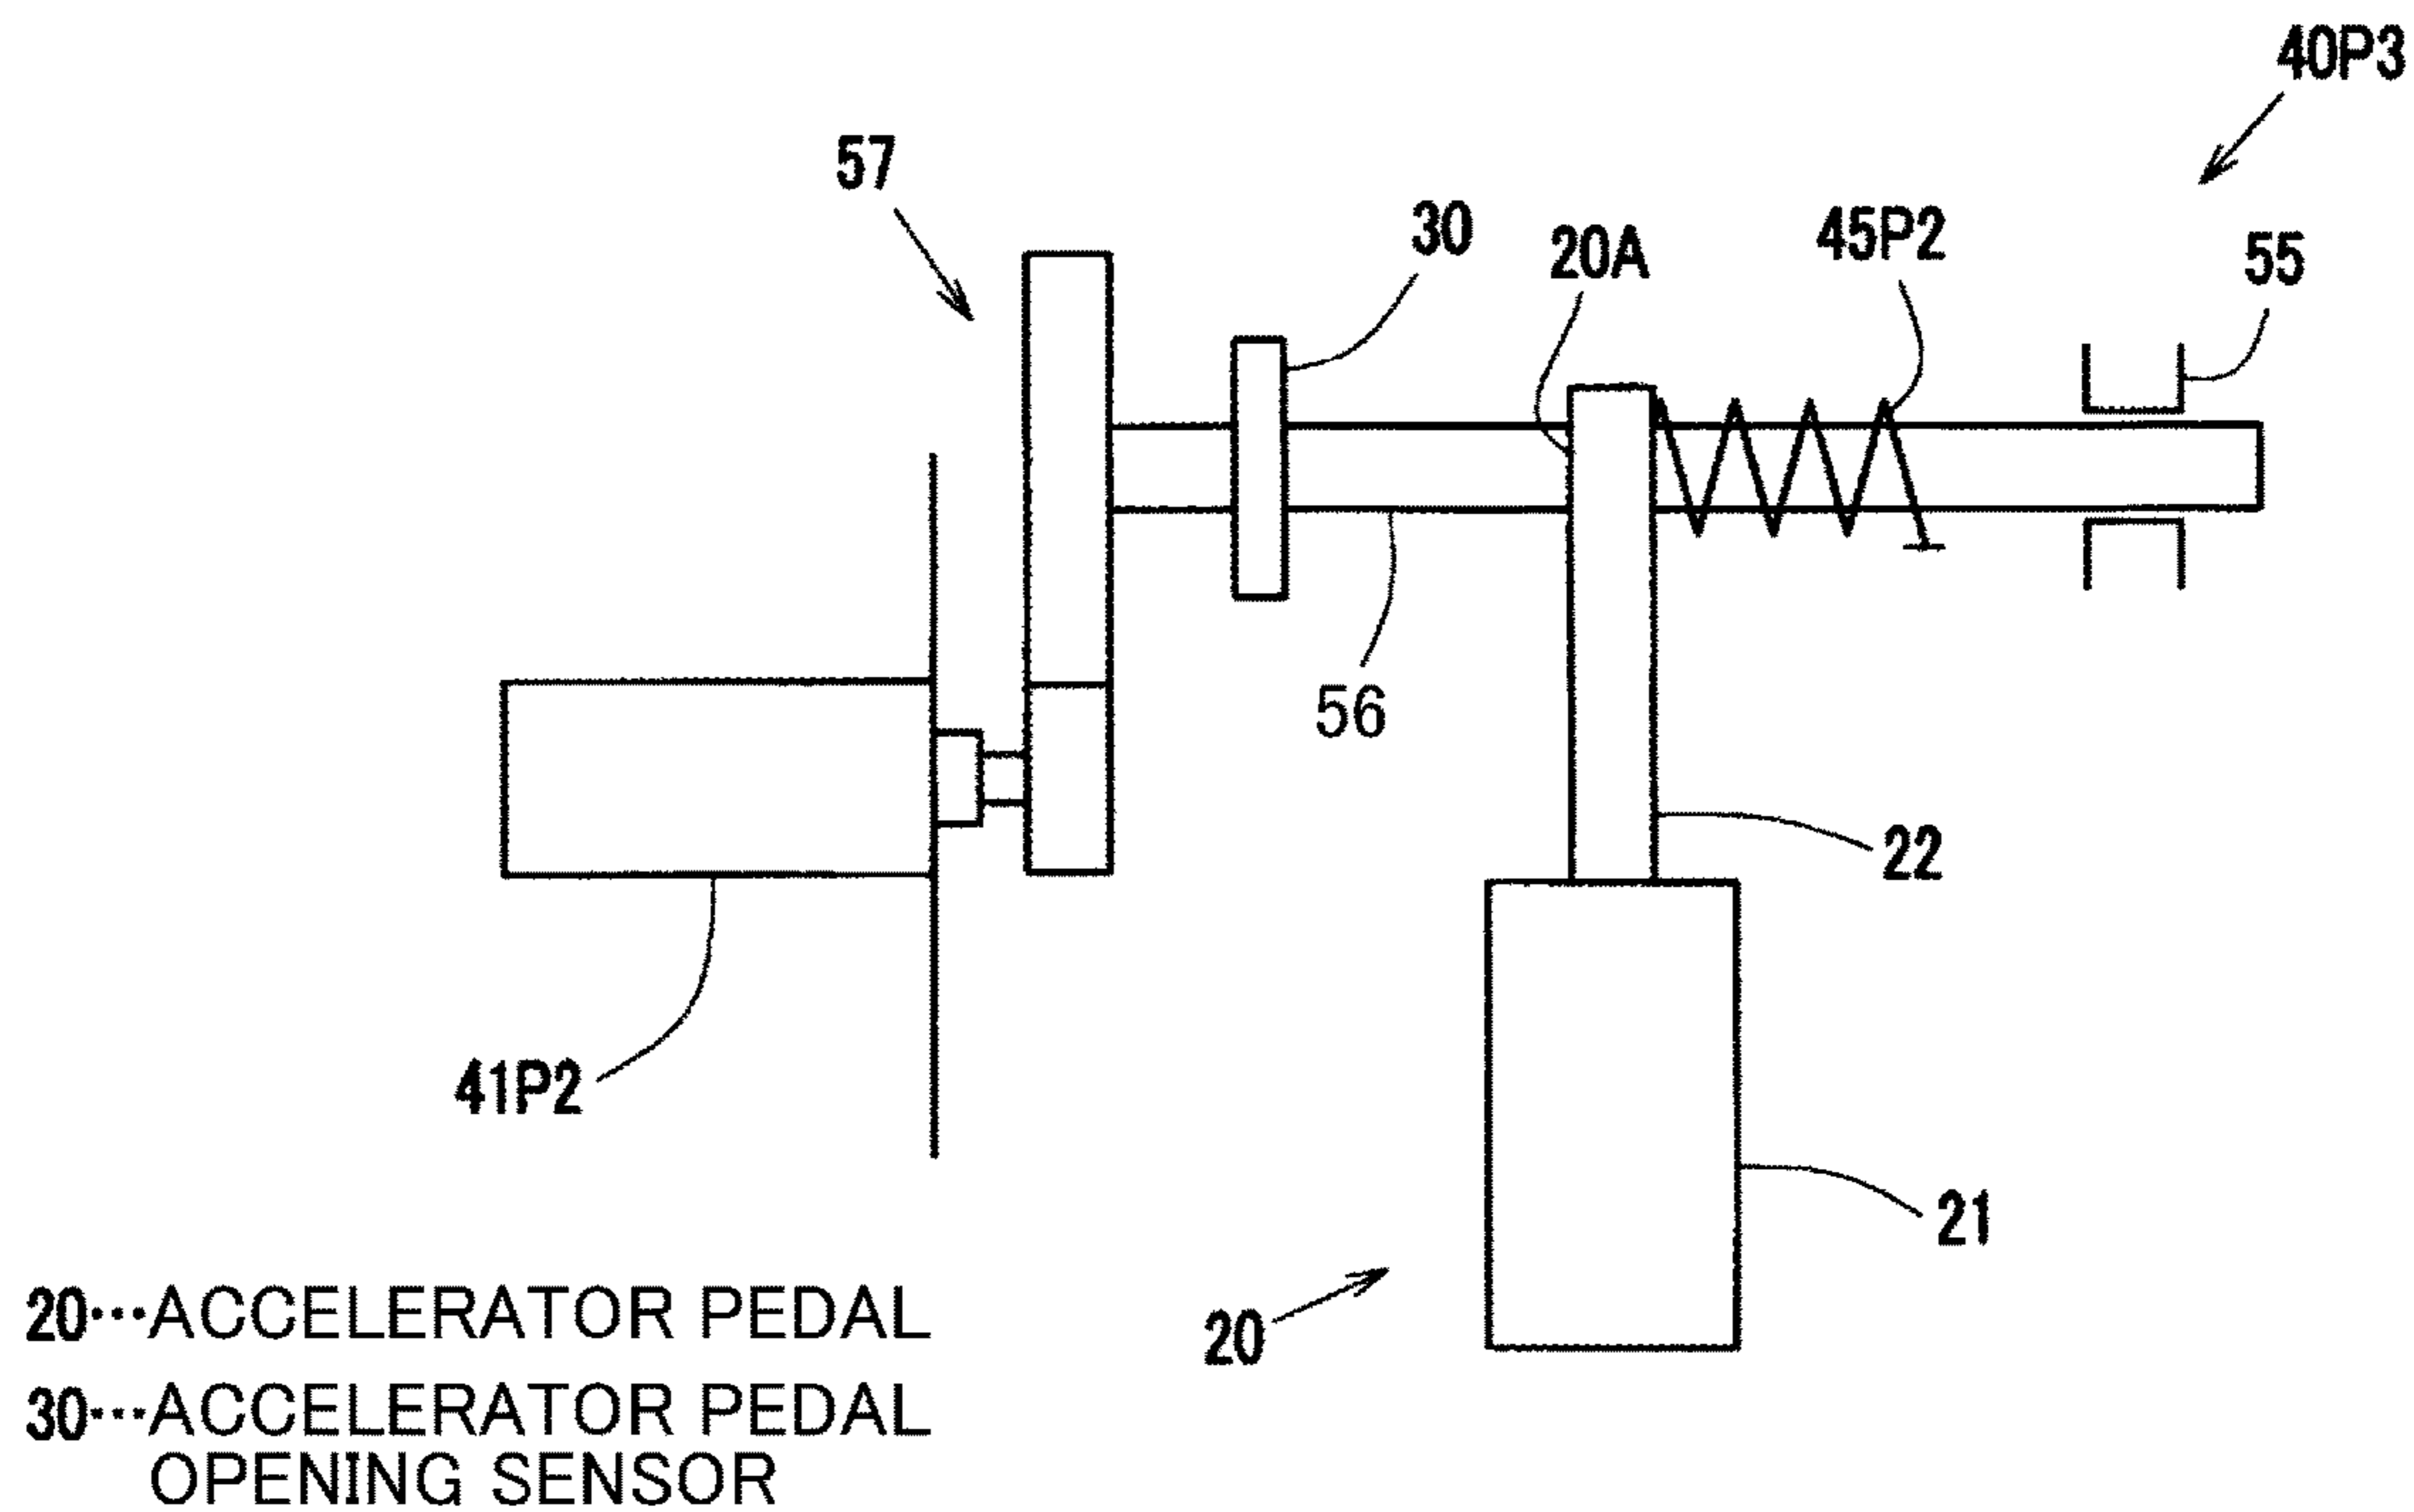 40P3
57
30
20A
45P2
55
56
22
41P2
21
20
20···ACCELERATOR PEDAL
30···ACCELERATOR PEDAL
OPENING SENSOR